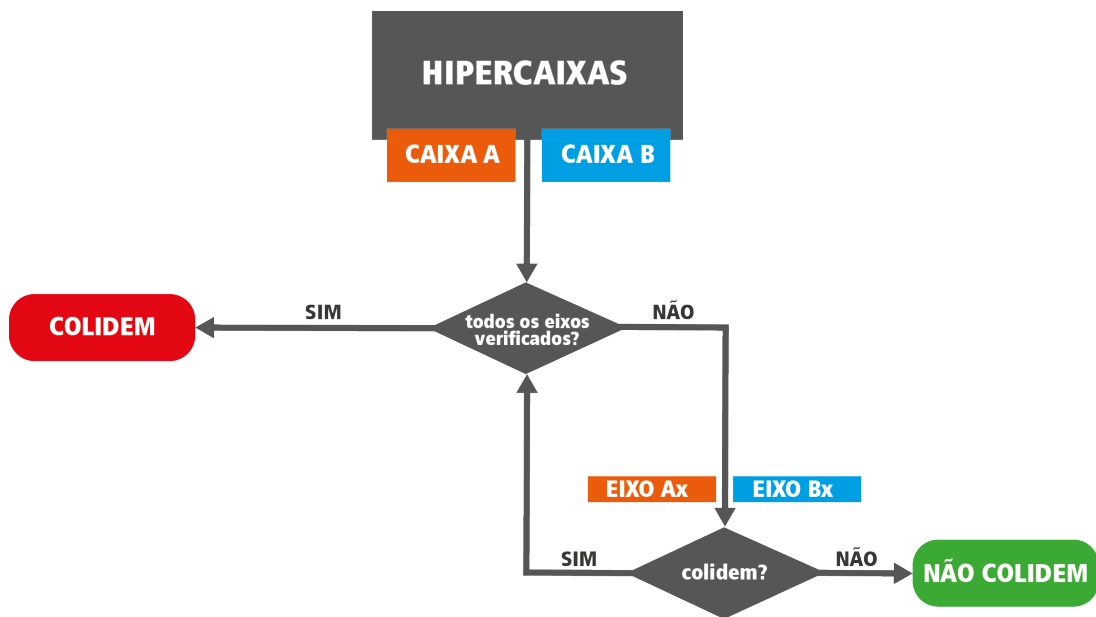 HIPERCAIXAS
CAIXA A
CAIXA B
SIM
NÃO
COLIDEM
todos os eixos
verificados?
EIXO Ax
EIXO Bx
SIM
NÃO
colidem?
NÃO COLIDEM